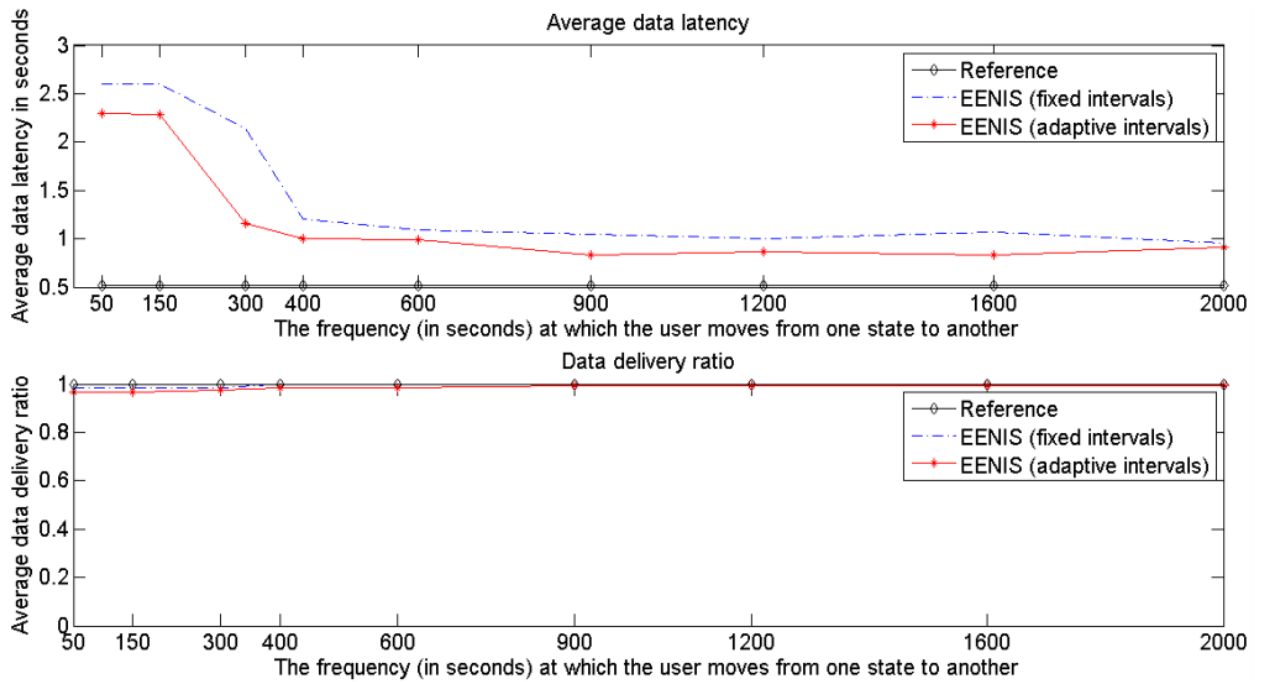 Average data latency
Average data latency in seconds
3
2.5
2
1.5
1
0.5
Reference
EENIS (fixed intervals)
EENIS (adaptive intervals)
50 150 300 400 600 900 1200 1600 2000
The frequency (in seconds) at which the user moves from one state to another
Data delivery ratio
Average data delivery ratio
1
0.8
0.6
0.4
0.2
0
Reference
EENIS (fixed intervals)
EENIS (adaptive intervals)
50 150 300 400 600 900 1200 1600 2000
The frequency (in seconds) at which the user moves from one state to another